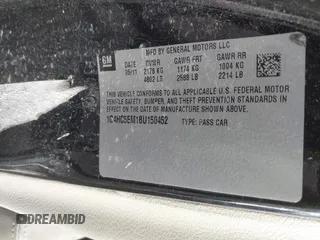 GM
MFD BY GENERAL MOTORS LLC
DATE GVWR GAWR FRT GAWR RR
05/11 2178 KG 1174 KG 1004 KG
4802 LB 2588 LB 2214 LB
THIS VEHICLE CONFORMS TO ALL APPLICABLE U.S. FEDERAL MOTOR
VEHICLE SAFETY, BUMPER, AND THEFT PREVENTION STANDARDS
IN EFFECT ON THE DATE OF MANUFACTURE SHOWN ABOVE.
TYPE: PASS CAR
DREAMBID